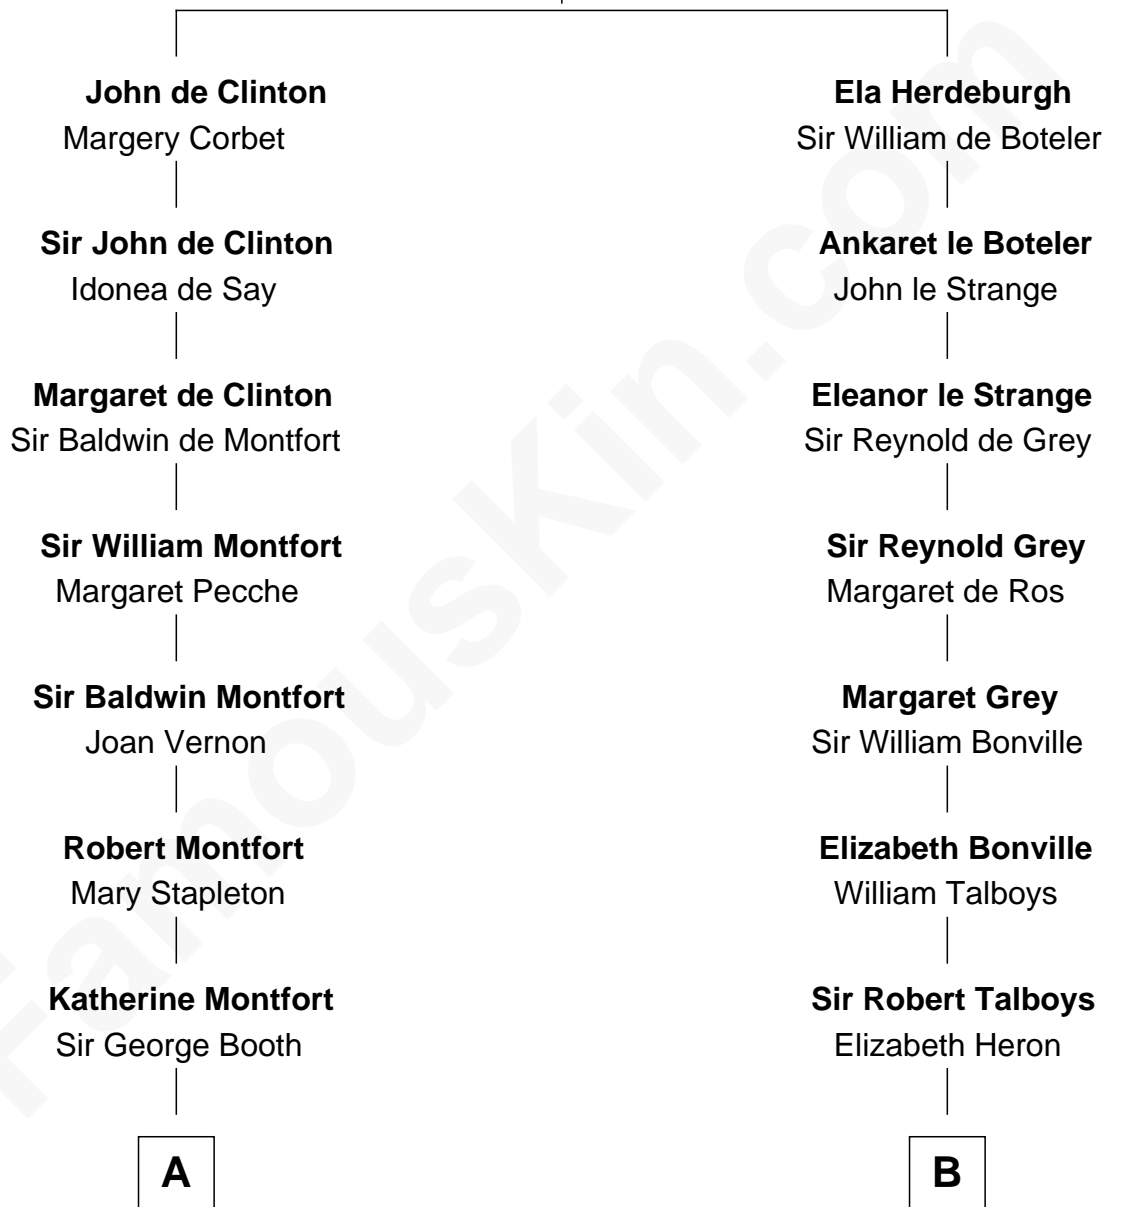 John de Clinton
Margery Corbet
Sir John de Clinton
Idonea de Say
Margaret de Clinton
Sir Baldwin de Montfort
Sir William Montfort
Margaret Pecche
Sir Baldwin Montfort
Joan Vernon
Robert Montfort
Mary Stapleton
Katherine Montfort
Sir George Booth
A
Ela Herdeburgh
Sir William de Boteler
Ankaret le Boteler
John le Strange
Eleanor le Strange
Sir Reynold de Grey
Sir Reynold Grey
Margaret de Ros
Margaret Grey
Sir William Bonville
Elizabeth Bonville
William Talboys
Sir Robert Talboys
Elizabeth Heron
B
FamousKin.com